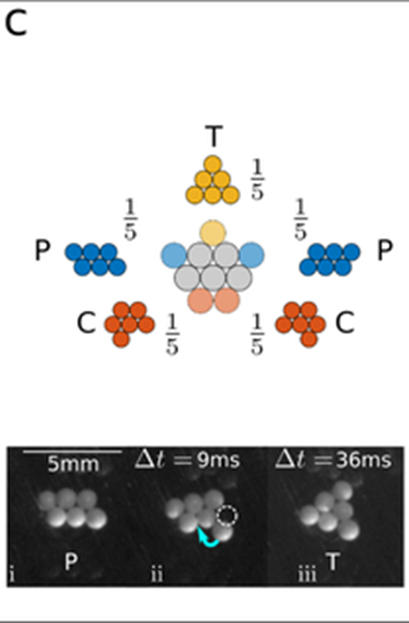 C
T
1/5
1/5
1/5
P
P
C
C
1/5
1/5
5mm
Δt = 9ms
Δt = 36ms
P
T
i
ii
iii